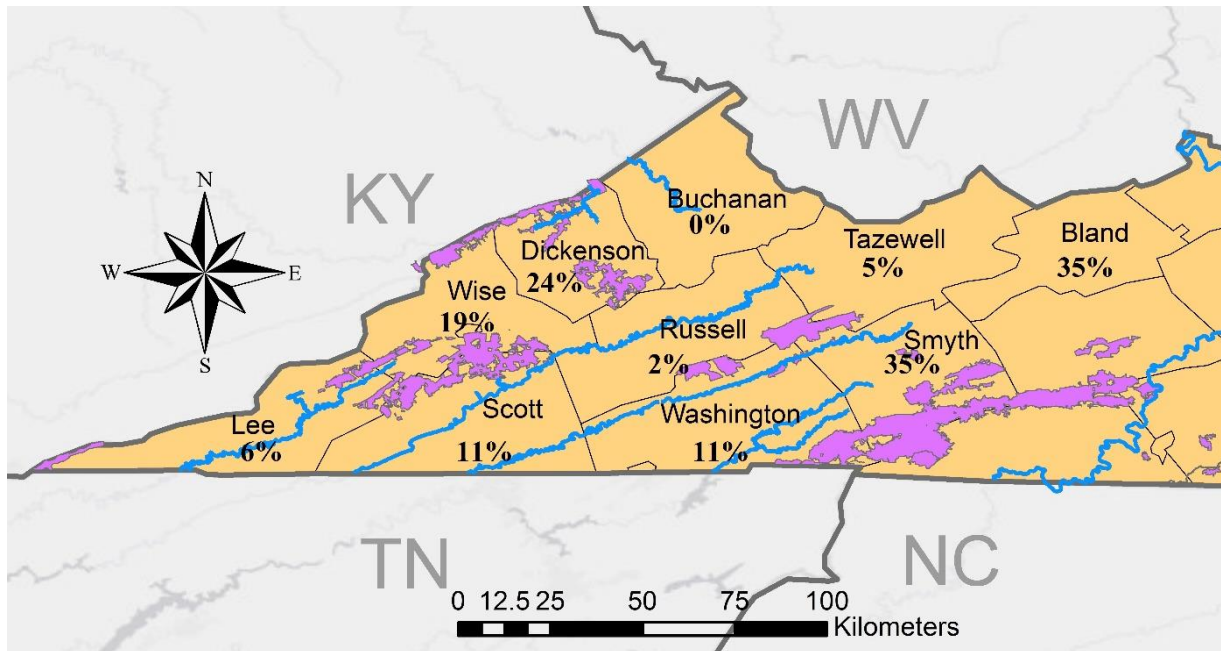 WV
KY
N
W
E
S
Buchanan
0%
Dickenson
24%
Tazewell
5%
Bland
35%
Wise
19%
Russell
2%
Smyth
35%
Scott
11%
Washington
11%
Lee
6%
TN
NC
0 12.5 25 50 75 100
Kilometers